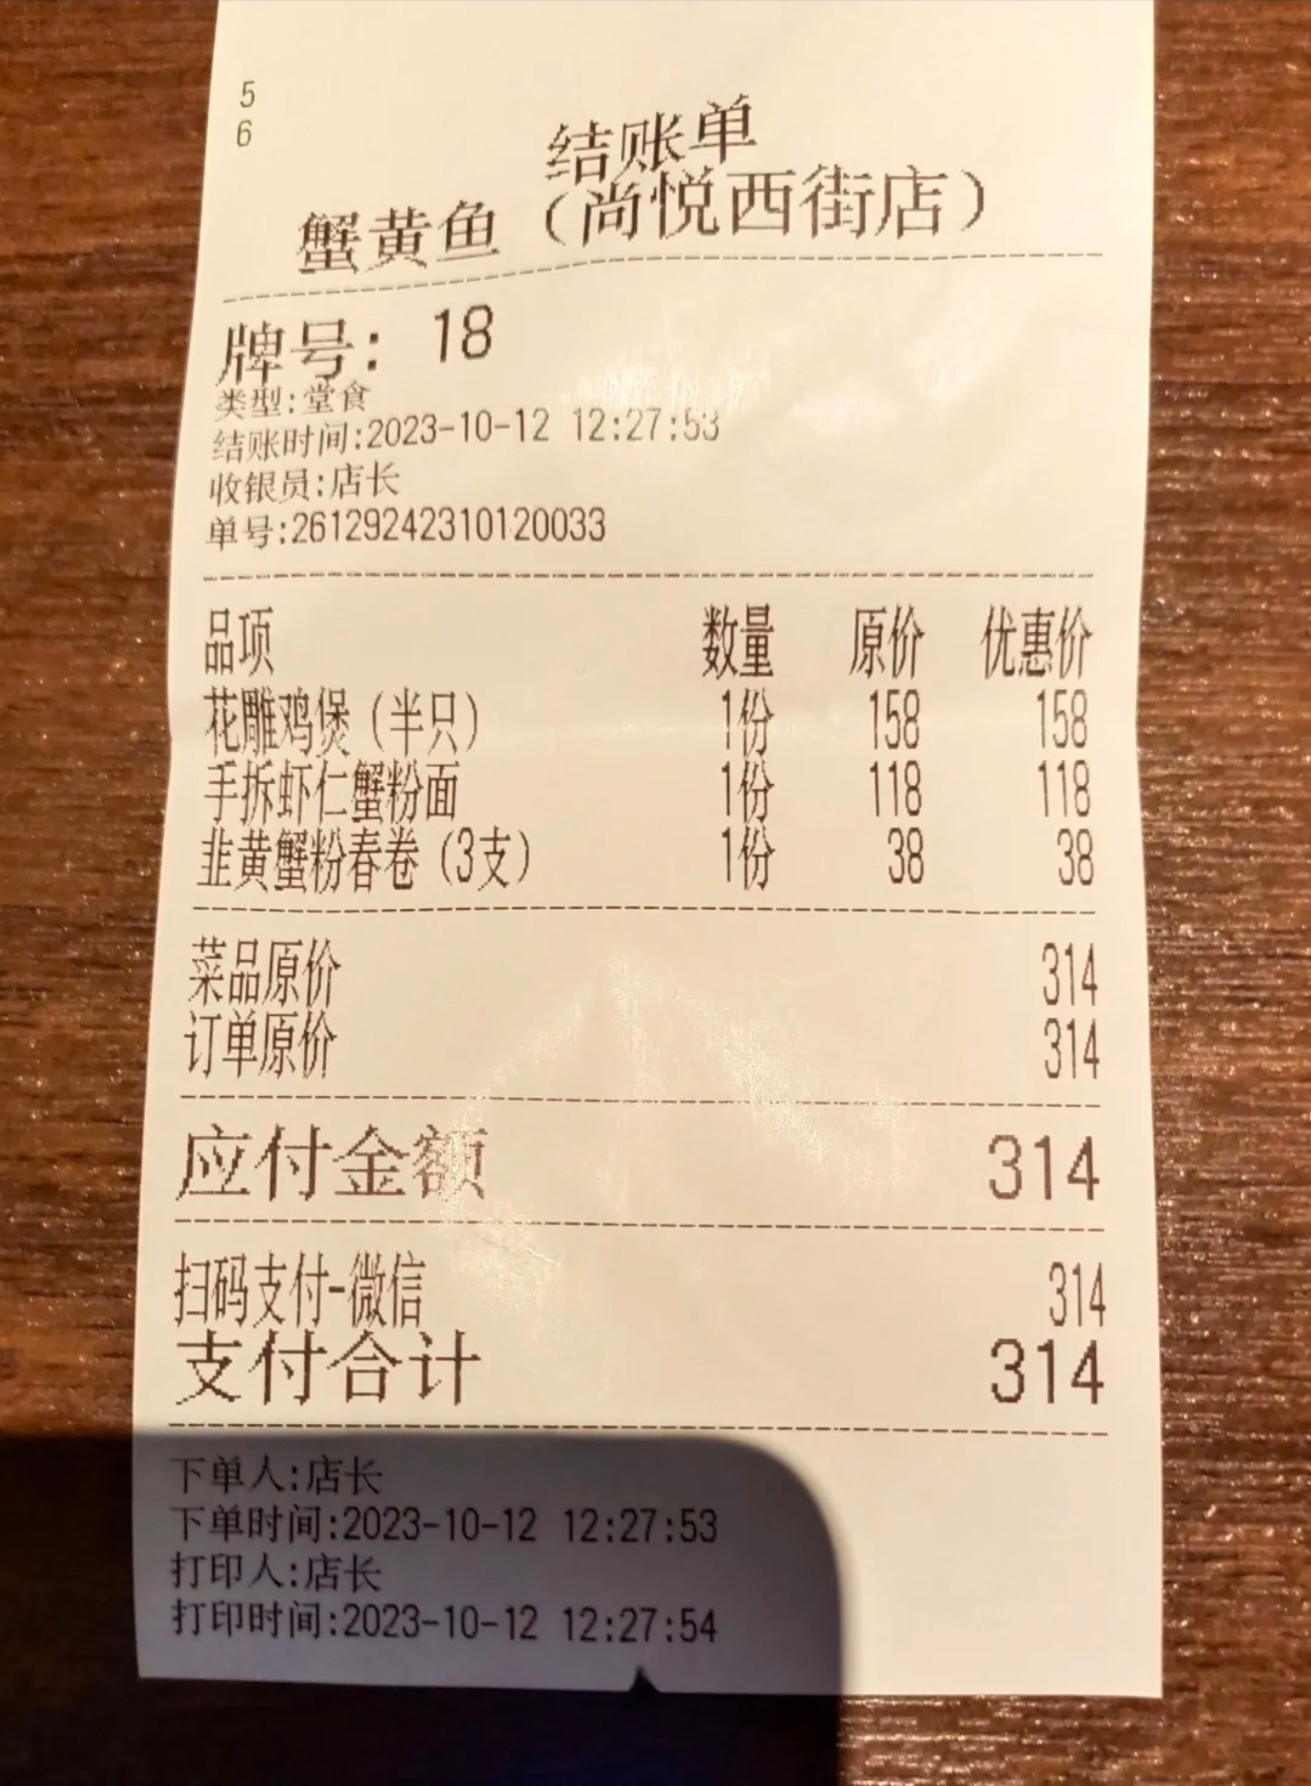 5
6
结账单
蟹黄鱼（尚悦西街店）
牌号: 18
类型:堂食
结账时间:2023-10-12 12:27:53
收银员:店长
单号:26129242310120033
品项 数量 原价 优惠价
花雕鸡煲（半只） 1份 158 158
手拆虾仁蟹粉面 1份 118 118
韭黄蟹粉春卷（3支） 1份 38 38
菜品原价 314
订单原价 314
应付金额 314
扫码支付-微信 314
支付合计 314
下单人:店长
下单时间:2023-10-12 12:27:53
打印人:店长
打印时间:2023-10-12 12:27:54